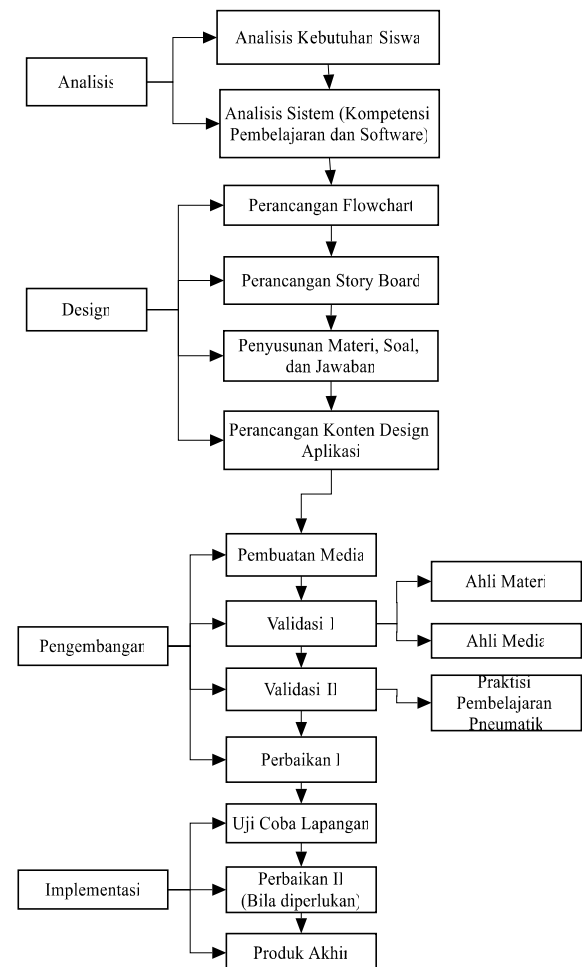 Analisis Kebutuhan Siswa
Analisis
Analisis Sistem (Kompetensi
Pembelajaran dan Software)
Perancangan Flowchart
Perancangan Story Board
Design
Penyusunan Materi, Soal,
dan Jawaban
Perancangan Konten Design
Aplikasi
Pembuatan Media
Ahli Materi
Validasi I
Ahli Media
Pengembangan
Validasi II
Praktisi
Pembelajaran
Pneumatik
Perbaikan I
Uji Coba Lapangan
Implementasi
Perbaikan II
(Bila diperlukan)
Produk Akhir